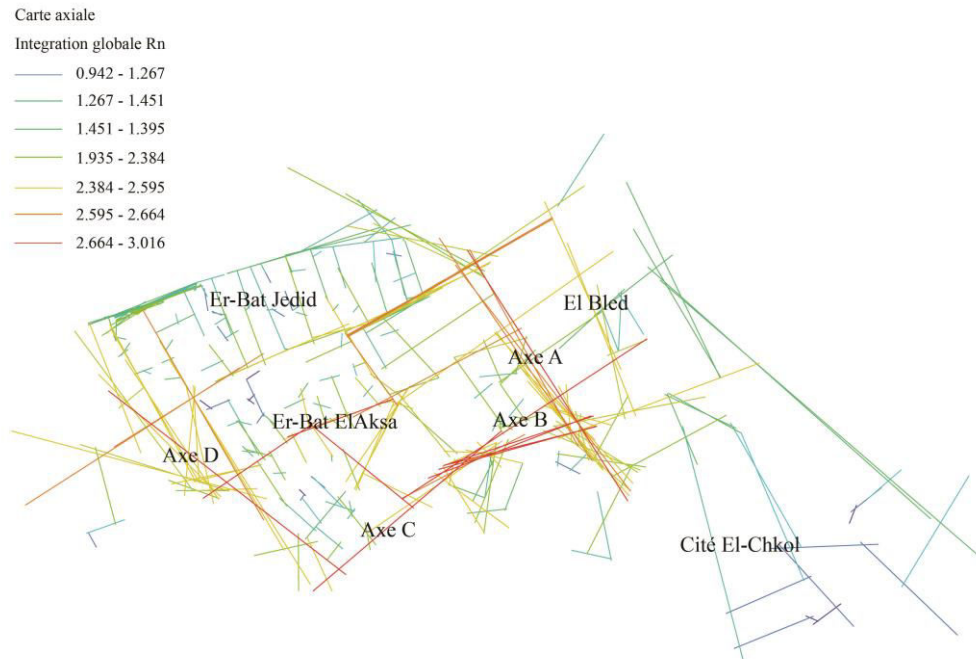 Carte axiale
Integration globale Rn
0.942 - 1.267
1.267 - 1.451
1.451 - 1.395
1.935 - 2.384
2.384 - 2.595
2.595 - 2.664
2.664 - 3.016
Er-Bat Jedid
El Bled
Axe A
Er-Bat ElAksa
Axe B
Axe D
Axe C
Cité El-Chkol